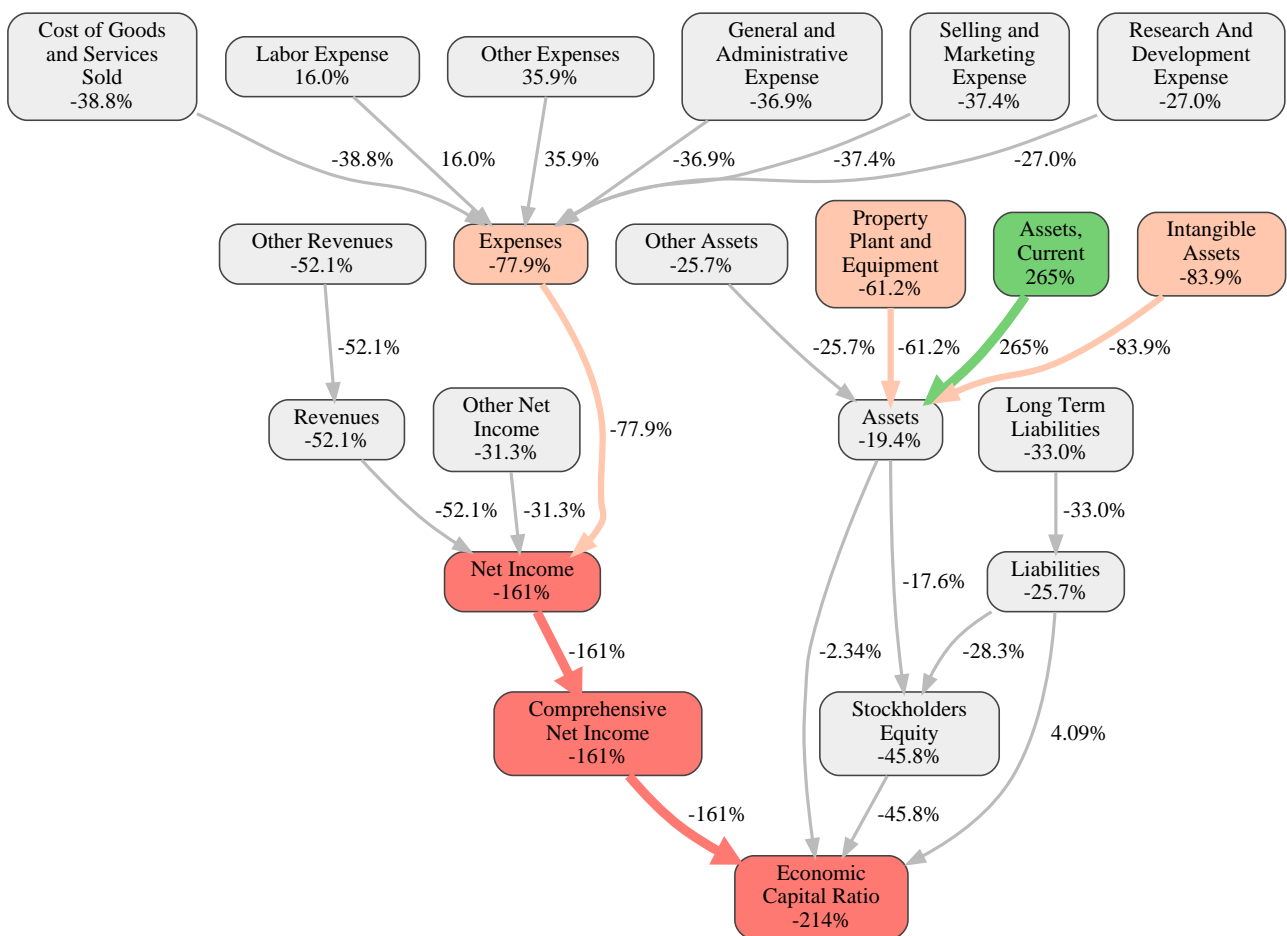 Cost of Goods
and Services
Sold
-38.8%
Labor Expense
16.0%
Other Expenses
35.9%
General and
Administrative
Expense
-36.9%
Selling and
Marketing
Expense
-37.4%
Research And
Development
Expense
-27.0%
-38.8%
16.0%
35.9%
-36.9%
-37.4%
-27.0%
Other Revenues
-52.1%
Expenses
-77.9%
Other Assets
-25.7%
Property
Plant and
Equipment
-61.2%
Assets,
Current
265%
Intangible
Assets
-83.9%
-52.1%
-25.7%
-61.2%
265%
-83.9%
Revenues
-52.1%
Other Net
Income
-31.3%
-77.9%
Assets
-19.4%
Long Term
Liabilities
-33.0%
-52.1%
-31.3%
-33.0%
Net Income
-161%
-17.6%
Liabilities
-25.7%
-161%
-2.34%
-28.3%
Comprehensive
Net Income
-161%
Stockholders
Equity
-45.8%
4.09%
-161%
-45.8%
Economic
Capital Ratio
-214%